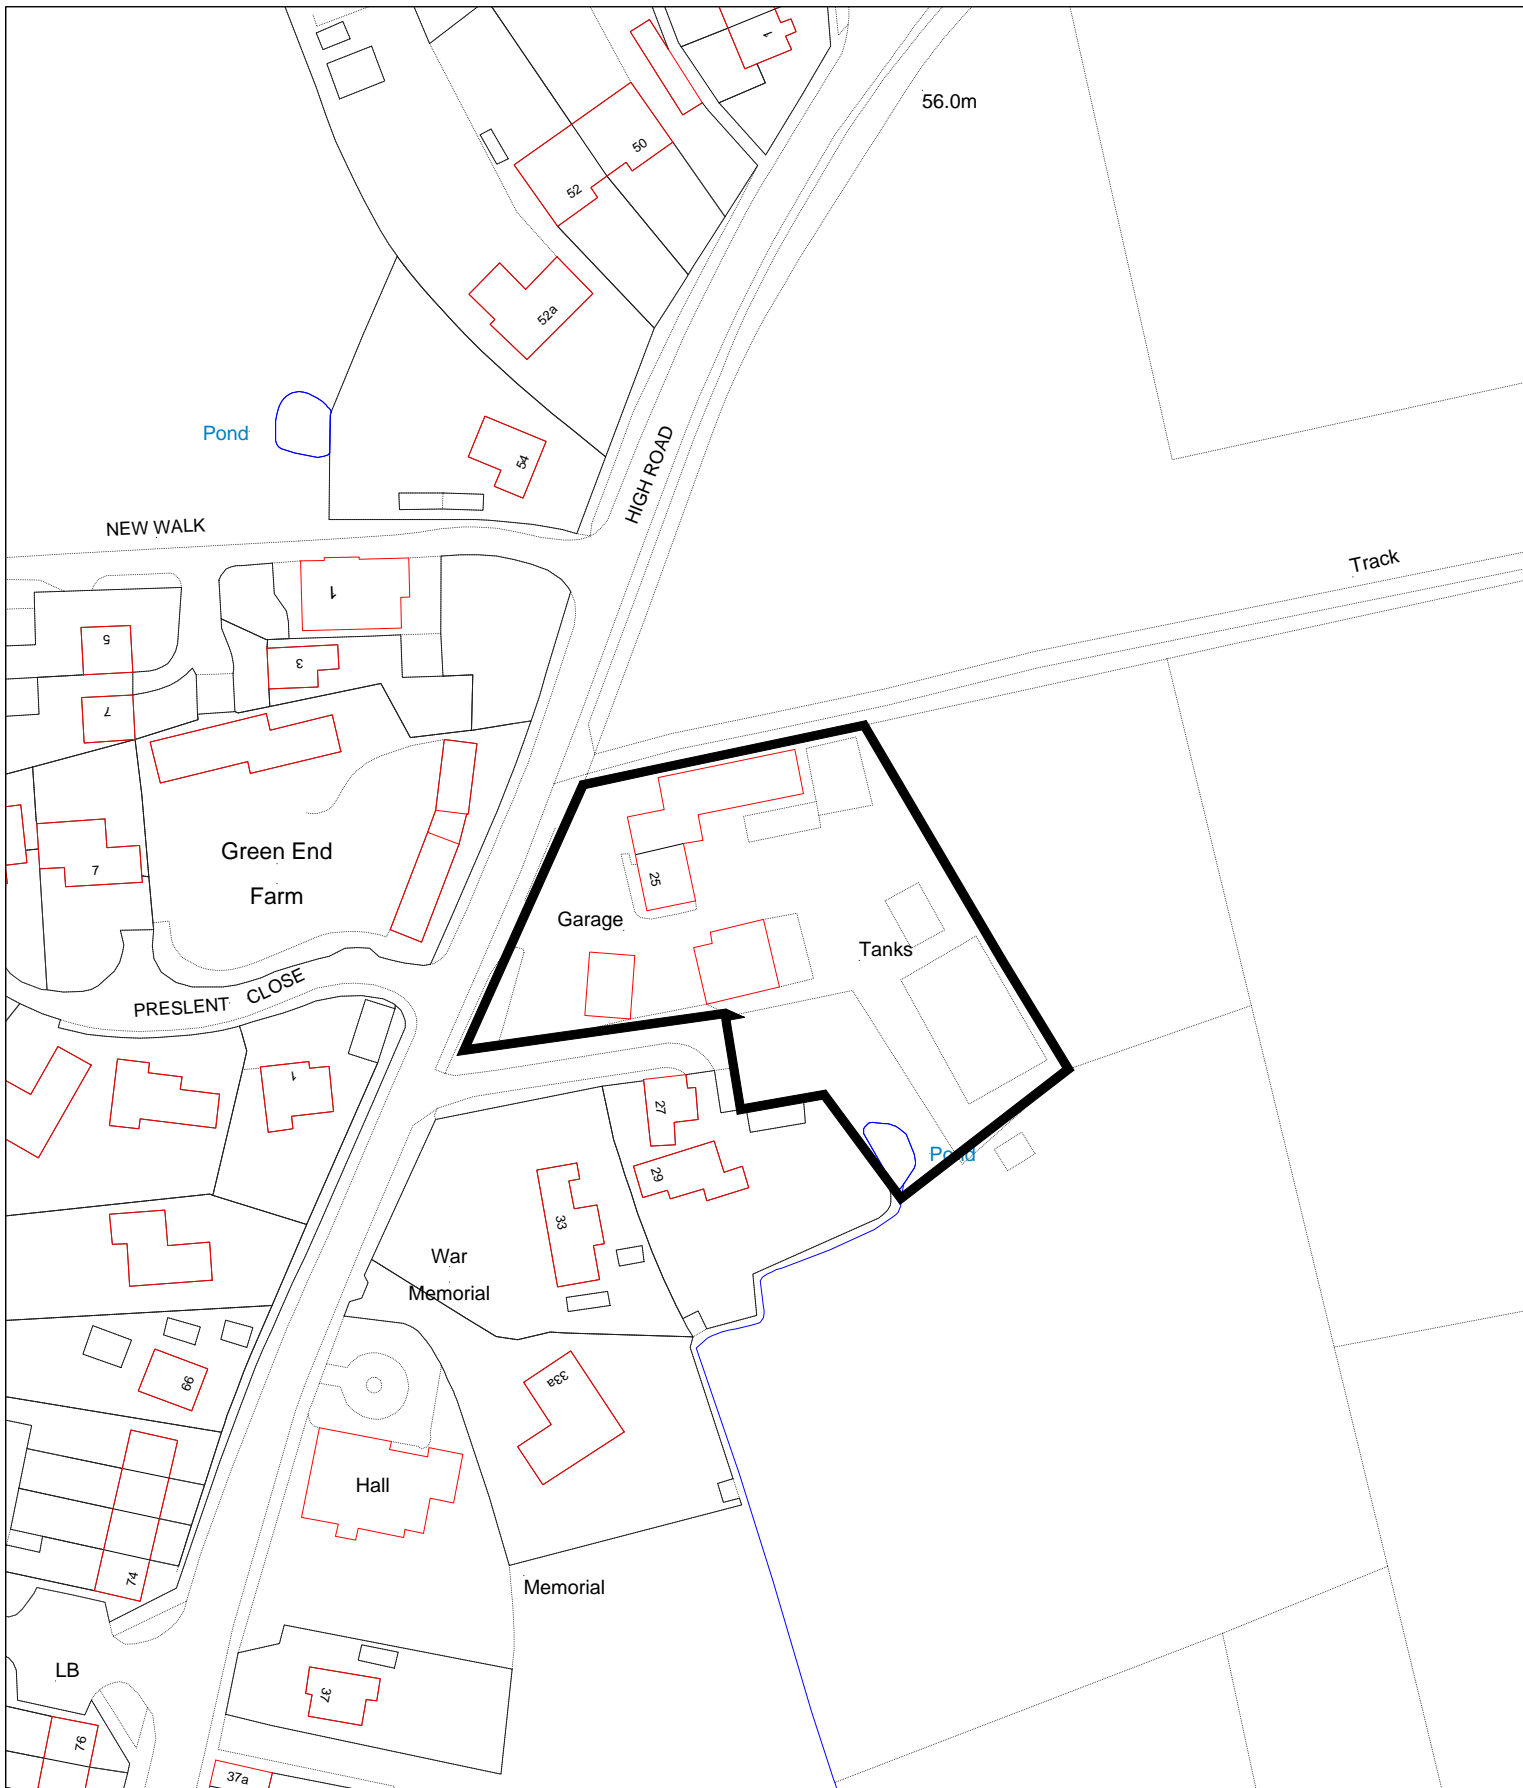 1
56.0m
50
52
52a
Pond
54
HIGH ROAD
NEW WALK
Track
1
5
3
7
7
Green End
Farm
25
Garage
Tanks
PRESLENT CLOSE
1
27
Pond
29
33
War
Memorial
33a
69
Hall
74
Memorial
LB
37
76
37a